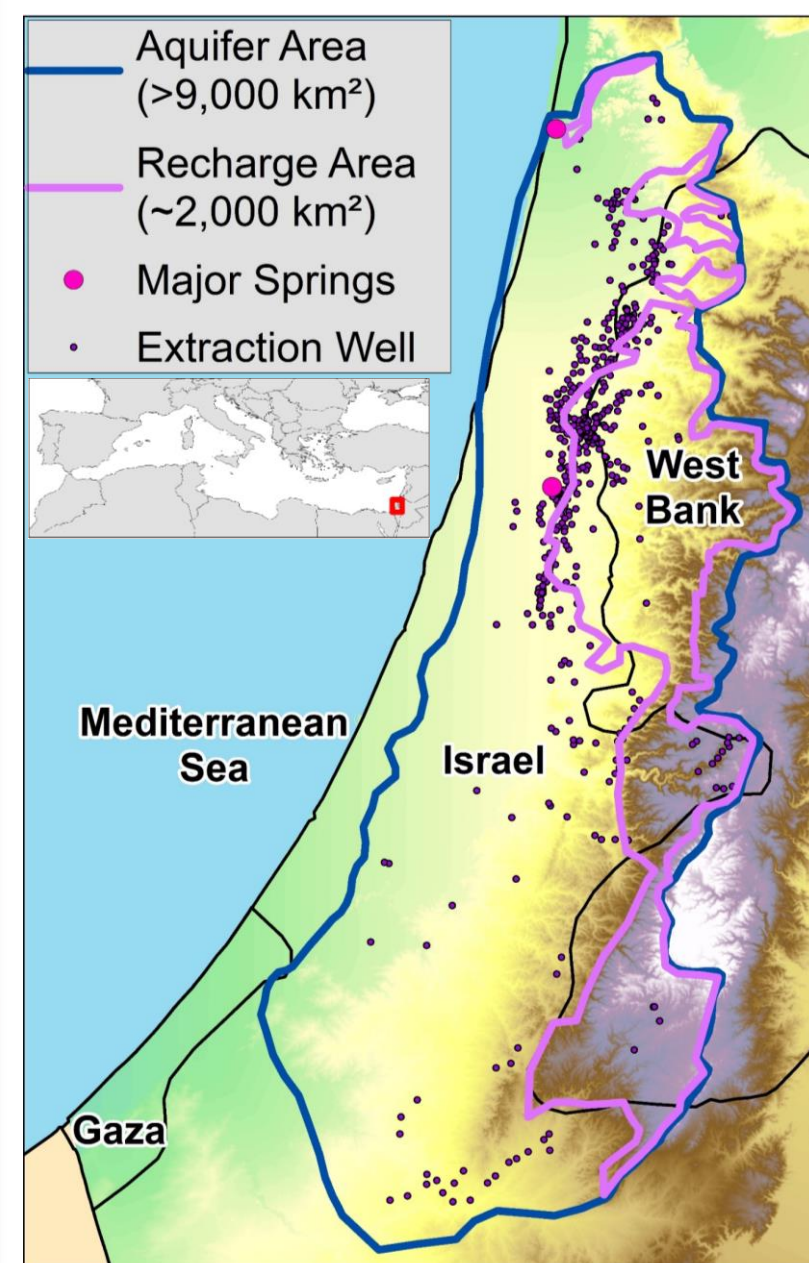 Aquifer Area
(>9,000 km²)
Recharge Area
(~2,000 km²)
Major Springs
Extraction Well
West
Bank
Mediterranean
Sea
Israel
Gaza